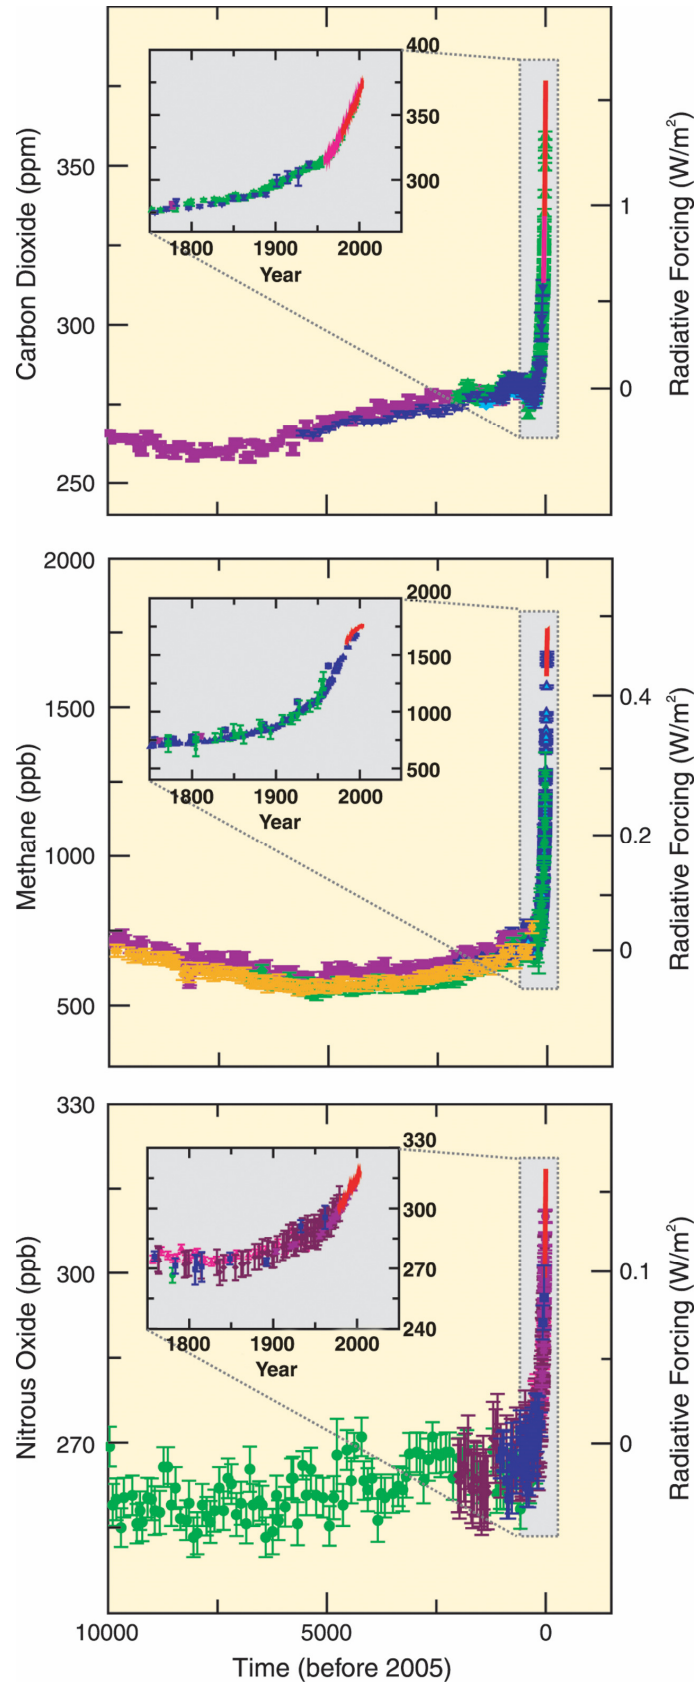 400
350
300
1800 1900 2000
Year
Carbon Dioxide (ppm)
350
300
250
1
0
Radiative Forcing (W/m²)
2000
1500
1000
500
1800 1900 2000
Year
Methane (ppb)
2000
1500
1000
500
0.4
0.2
0
Radiative Forcing (W/m²)
330
300
270
240
1800 1900 2000
Year
Nitrous Oxide (ppb)
330
300
270
0.1
0
Radiative Forcing (W/m²)
10000 5000 0
Time (before 2005)